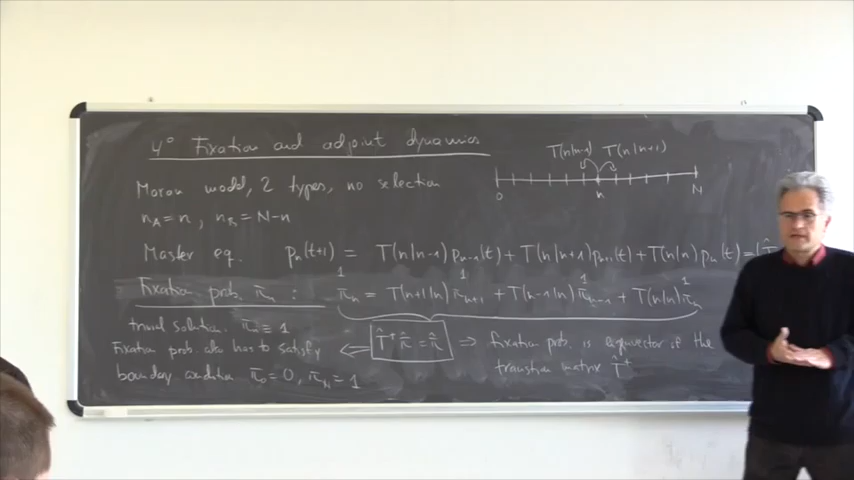 4° Fixation and adjoint dynamics
T(n|n-1) T(n|n+1)
0 n N
Moran model, 2 types, no selection
n_A = n, n_B = N-n
Master eq. p_n(t+1) = T(n|n-1) p_{n-1}(t) + T(n|n+1) p_{n+1}(t) + T(n|n) p_n(t) =
1 1 1 1
Fixation prob. π_n : π_n = T(n+1|n) π_{n+1} + T(n-1|n) π_{n-1} + T(n|n) π_n
trivial solution. π_n ≡ 1
Fixation prob. also has to satisfy ⇐ T̂⁺ π̂ = π̂ ⇒ fixation prob. is eigenvector of the
boundary condition π_0 = 0, π_N = 1 transition matrix T̂⁺